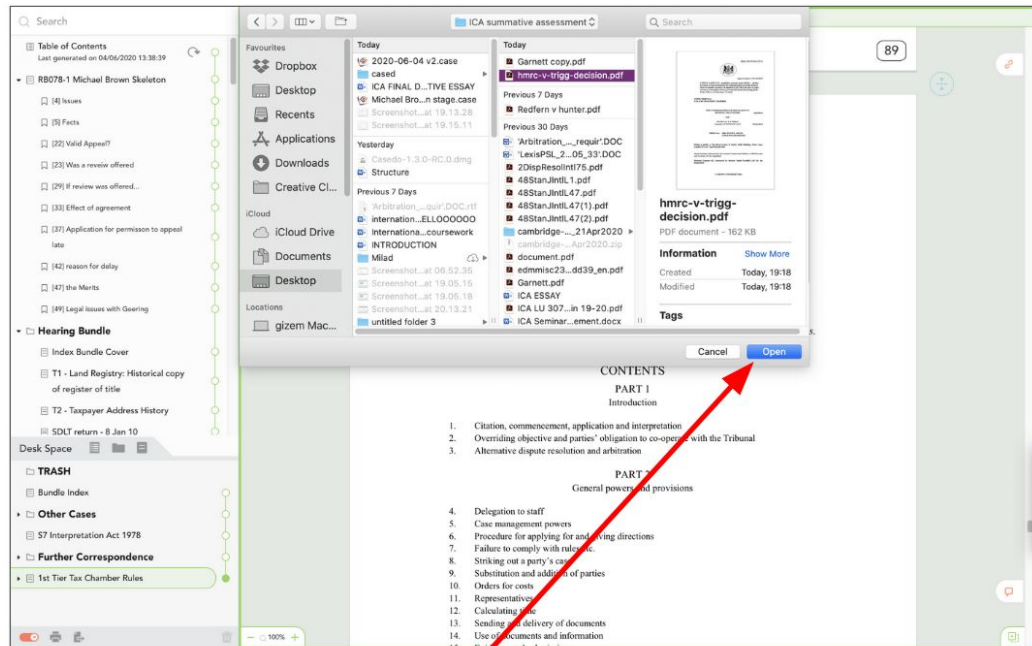 Search
Table of Contents
Last generated on 04/06/2020 13:38:39
RB078-1 Michael Brown Skeleton
[4] Issues
[5] Facts
[22] Valid Appeal?
[23] Was a reveiw offered
[29] If review was offered...
[33] Effect of agreement
[37] Application for permisson to appeal
late
[42] reason for delay
[47] the Merits
[49] Legal Issues with Geering
Hearing Bundle
Index Bundle Cover
T1 - Land Registry: Historical copy
of register of title
T2 - Taxpayer Address History
SDLT return - 8 Jan 10
Desk Space
TRASH
Bundle Index
Other Cases
S7 Interpretation Act 1978
Further Correspondence
1st Tier Tax Chamber Rules
ICA summative assessment
Search
Favourites
Dropbox
Desktop
Recents
Applications
Downloads
Creative Cl...
iCloud
iCloud Drive
Documents
Desktop
Locations
gizem Mac...
Today
2020-06-04 v2.case
cased
ICA FINAL D...TIVE ESSAY
Michael Bro...n stage.case
Screenshot...at 19.13.28
Screenshot...at 19.15.11
Yesterday
Casedo-1.3.0-RC.0.dmg
Structure
Previous 7 Days
'Arbitration_...quir'.DOC.rtf
internation...ELLOOOOOO
Internationa...coursework
INTRODUCTION
Milad
Screenshot...at 06.52.35
Screenshot...at 19.05.15
Screenshot...at 19.05.18
Screenshot...at 20.13.21
untitled folder 3
Today
Garnett copy.pdf
hmrc-v-trigg-decision.pdf
Previous 7 Days
Redfern v hunter.pdf
Previous 30 Days
'Arbitration_..._requir'.DOC
'LexisPSL_2...05_33'.DOC
2DispResolIntl75.pdf
48StanJIntlL1.pdf
48StanJIntlL47.pdf
48StanJIntlL47(1).pdf
48StanJIntlL47(2).pdf
cambridge-..._21Apr2020
cambridge-...Apr2020.zip
document.pdf
edmmisc23...dd39_en.pdf
Garnett.pdf
ICA ESSAY
ICA LU 307...in 19-20.pdf
ICA Seminar...ement.docx
hmrc-v-trigg-
decision.pdf
PDF document - 162 KB
Information Show More
Created Today, 19:18
Modified Today, 19:18
Tags
Cancel Open
89
CONTENTS
PART 1
Introduction
1. Citation, commencement, application and interpretation
2. Overriding objective and parties' obligation to co-operate with the Tribunal
3. Alternative dispute resolution and arbitration
PART 2
General powers and provisions
4. Delegation to staff
5. Case management powers
6. Procedure for applying for and giving directions
7. Failure to comply with rules etc.
8. Striking out a party's case
9. Substitution and addition of parties
10. Orders for costs
11. Representatives
12. Calculating time
13. Sending and delivery of documents
14. Use of documents and information
100%